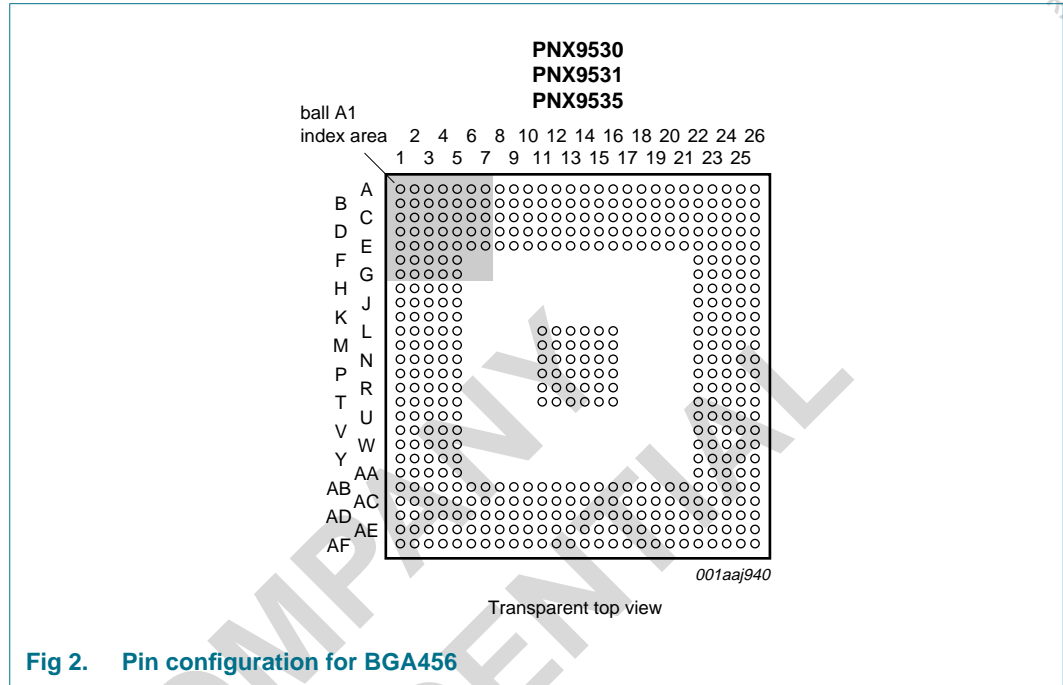 PNX9530
PNX9531
PNX9535
ball A1
index area
2 4 6 8 10 12 14 16 18 20 22 24 26
1 3 5 7 9 11 13 15 17 19 21 23 25
A
B
C
D
E
F
G
H
J
K
L
M
N
P
R
T
U
V
W
Y
AA
AB
AC
AD
AE
AF
001aaj940
Transparent top view
Fig 2. Pin configuration for BGA456